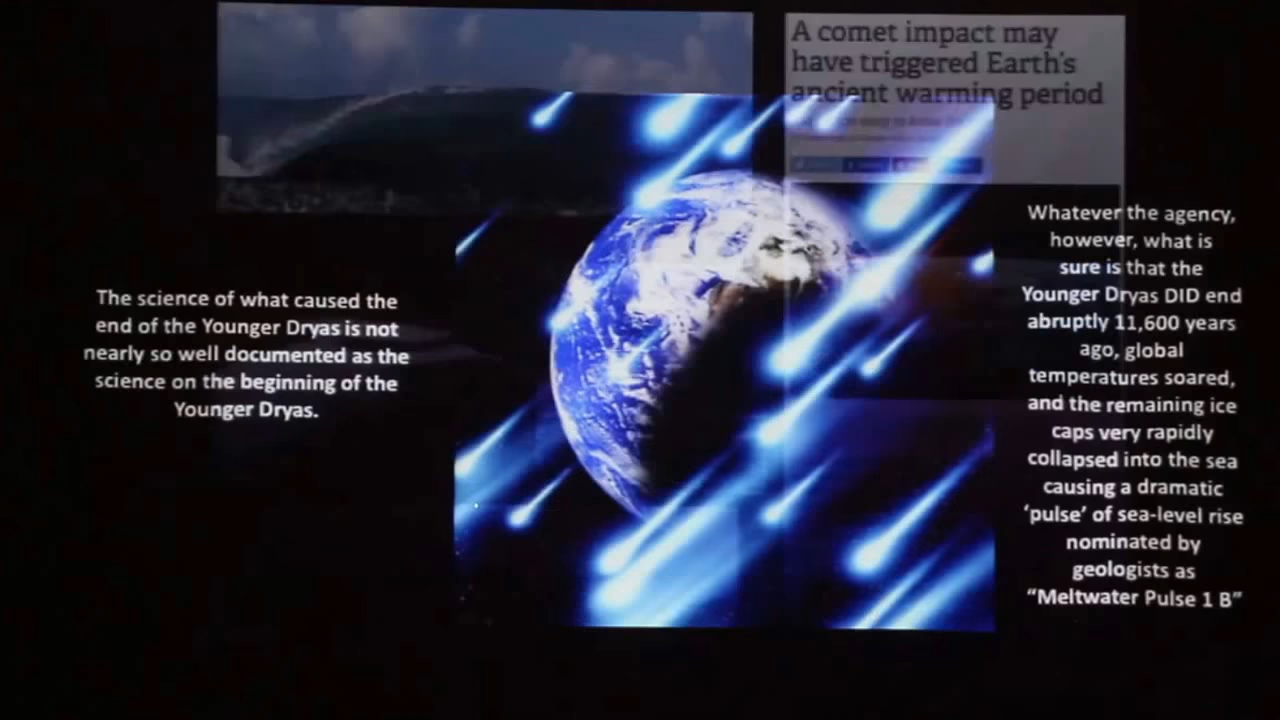 A comet impact may
have triggered Earth's
ancient warming period
The science of what caused the
end of the Younger Dryas is not
nearly so well documented as the
science on the beginning of the
Younger Dryas.
Whatever the agency,
however, what is
sure is that the
Younger Dryas DID end
abruptly 11,600 years
ago, global
temperatures soared,
and the remaining ice
caps very rapidly
collapsed into the sea
causing a dramatic
‘pulse’ of sea-level rise
nominated by
geologists as
“Meltwater Pulse 1 B”